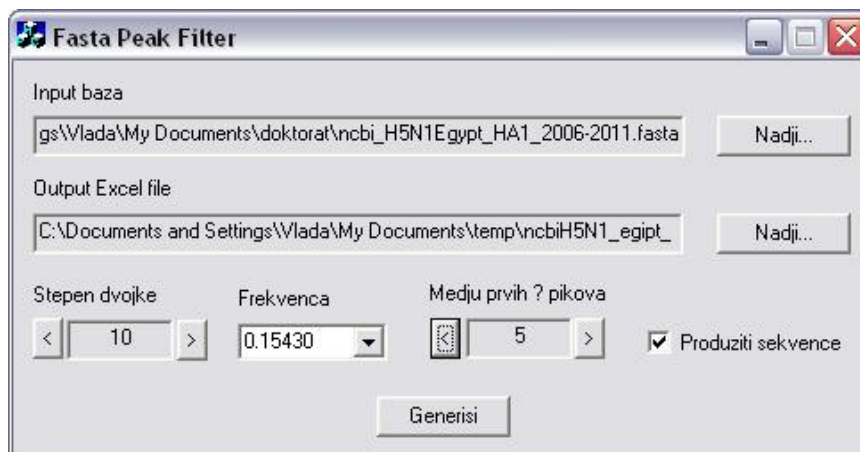 Fasta Peak Filter
Input baza
gs\Vlada\My Documents\doktorat\ncbi_H5N1Egypt_HA1_2006-2011.fasta
Nadji...
Output Excel file
C:\Documents and Settings\Vlada\My Documents\temp\ncbiH5N1_egipt_
Nadji...
Stepen dvojke
Frekvenca
Medju prvih ? pikova
< 10 >
0.15430
< 5 >
Produziti sekvence
Generisi